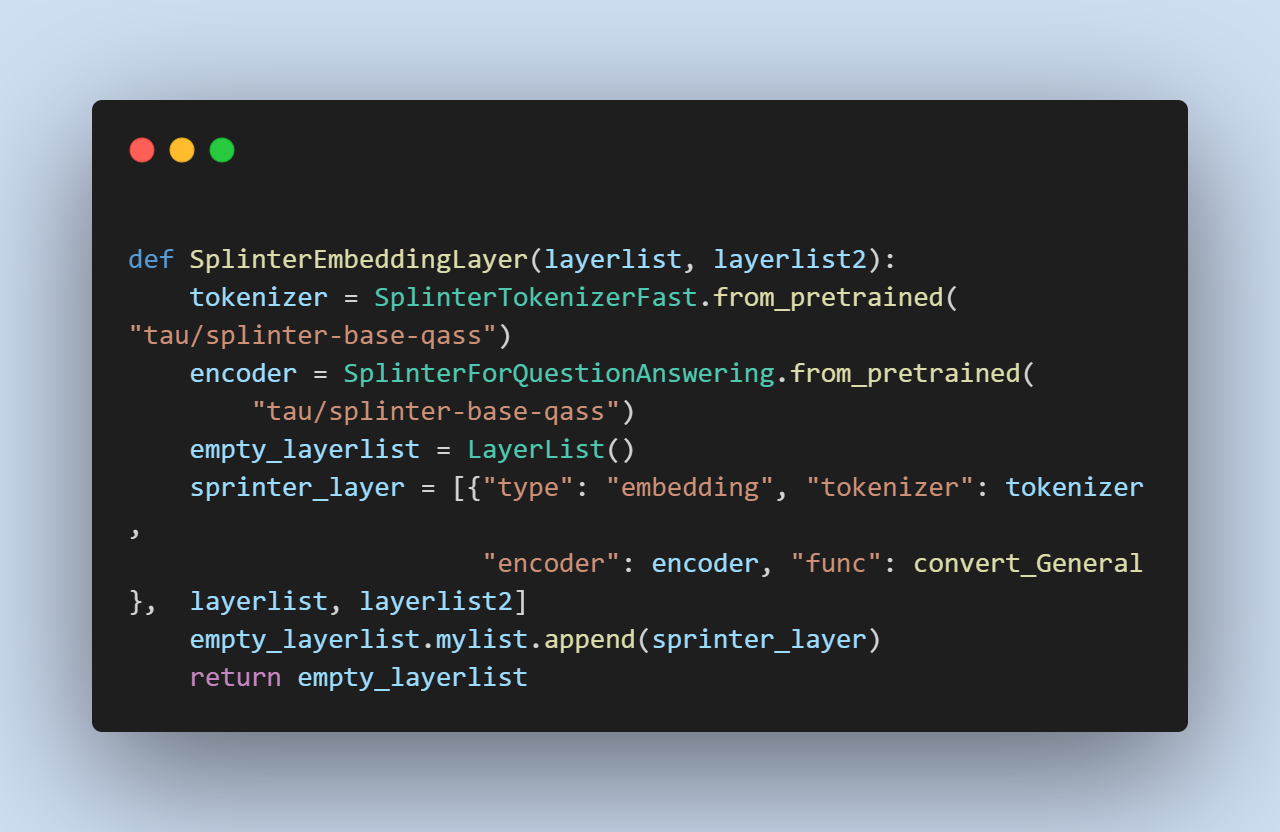 def SplinterEmbeddingLayer(layerlist, layerlist2):
    tokenizer = SplinterTokenizerFast.from_pretrained(
"tau/splinter-base-qass")
    encoder = SplinterForQuestionAnswering.from_pretrained(
        "tau/splinter-base-qass")
    empty_layerlist = LayerList()
    sprinter_layer = [{"type": "embedding", "tokenizer": tokenizer
,
                       "encoder": encoder, "func": convert_General
},  layerlist, layerlist2]
    empty_layerlist.mylist.append(sprinter_layer)
    return empty_layerlist